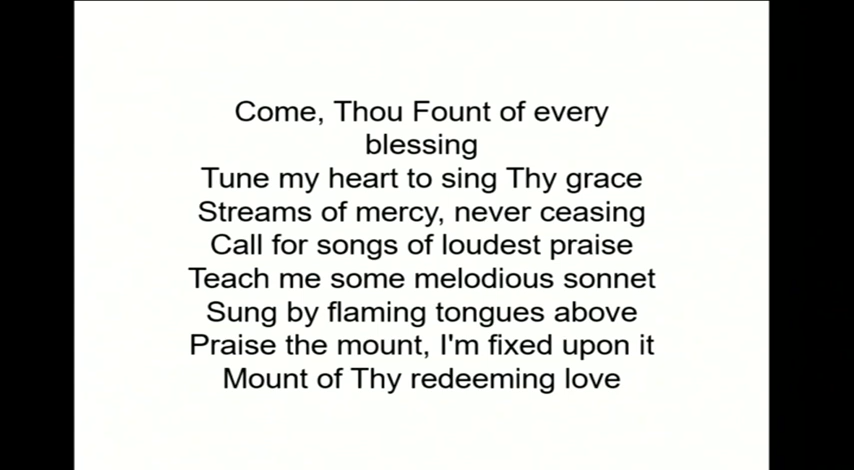 Come, Thou Fount of every
blessing
Tune my heart to sing Thy grace
Streams of mercy, never ceasing
Call for songs of loudest praise
Teach me some melodious sonnet
Sung by flaming tongues above
Praise the mount, I'm fixed upon it
Mount of Thy redeeming love